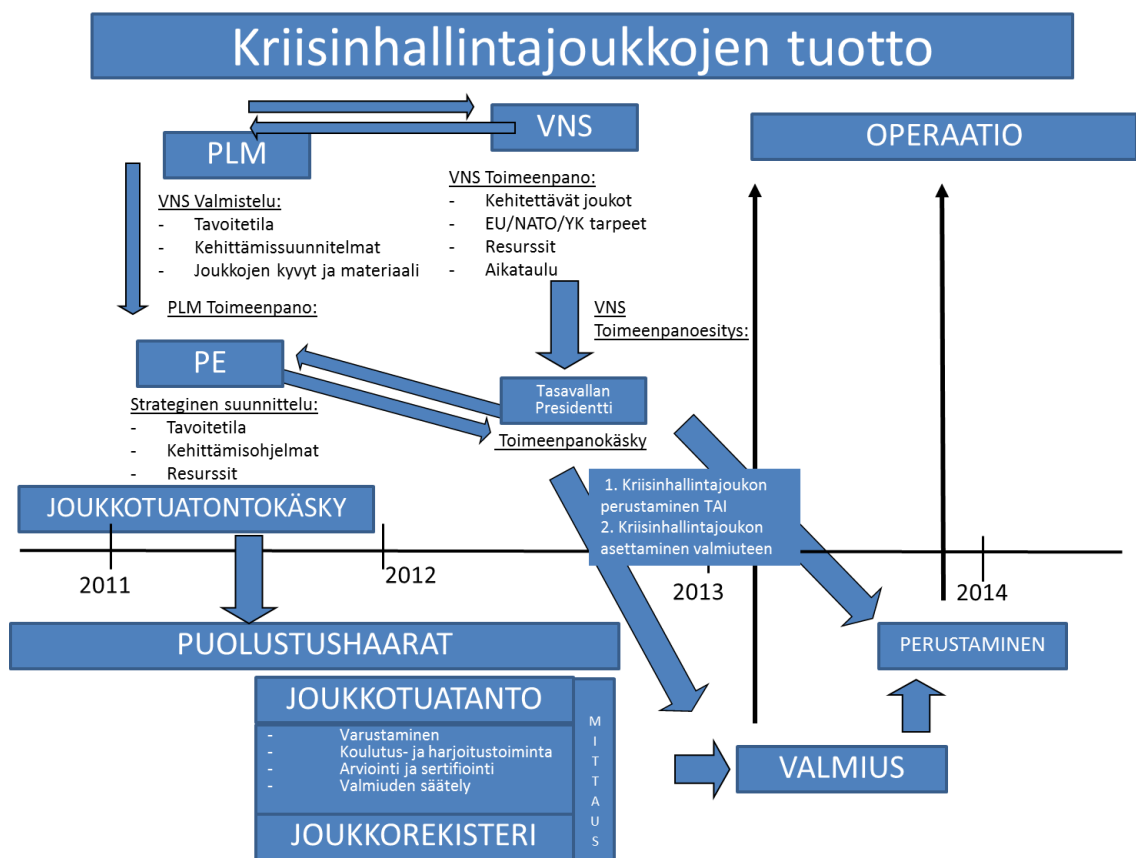 Kriisinhallintajoukkojen tuotto
PLM
VNS
OPERAATIO
VNS Valmistelu:
- Tavoitetila
- Kehittämissuunnitelmat
- Joukkojen kyvyt ja materiaali
VNS Toimeenpano:
- Kehitettävät joukot
- EU/NATO/YK tarpeet
- Resurssit
- Aikataulu
PLM Toimeenpano:
VNS
Toimeenpanoesitys:
PE
Tasavallan
Presidentti
Strateginen suunnittelu:
- Tavoitetila
- Kehittämisohjelmat
- Resurssit
Toimeenpanokäsky
JOUKKOTUATONTOKÄSKY
1. Kriisinhallintajoukon
perustaminen TAI
2. Kriisinhallintajoukon
asettaminen valmiuteen
2011
2012
2013
2014
PUOLUSTUSHAARAT
PERUSTAMINEN
JOUKKOTUATANTO
- Varustaminen
- Koulutus- ja harjoitustoiminta
- Arviointi ja sertifiointi
- Valmiuden säätely
JOUKKOREKISTERI
M
I
T
T
A
U
S
VALMIUS